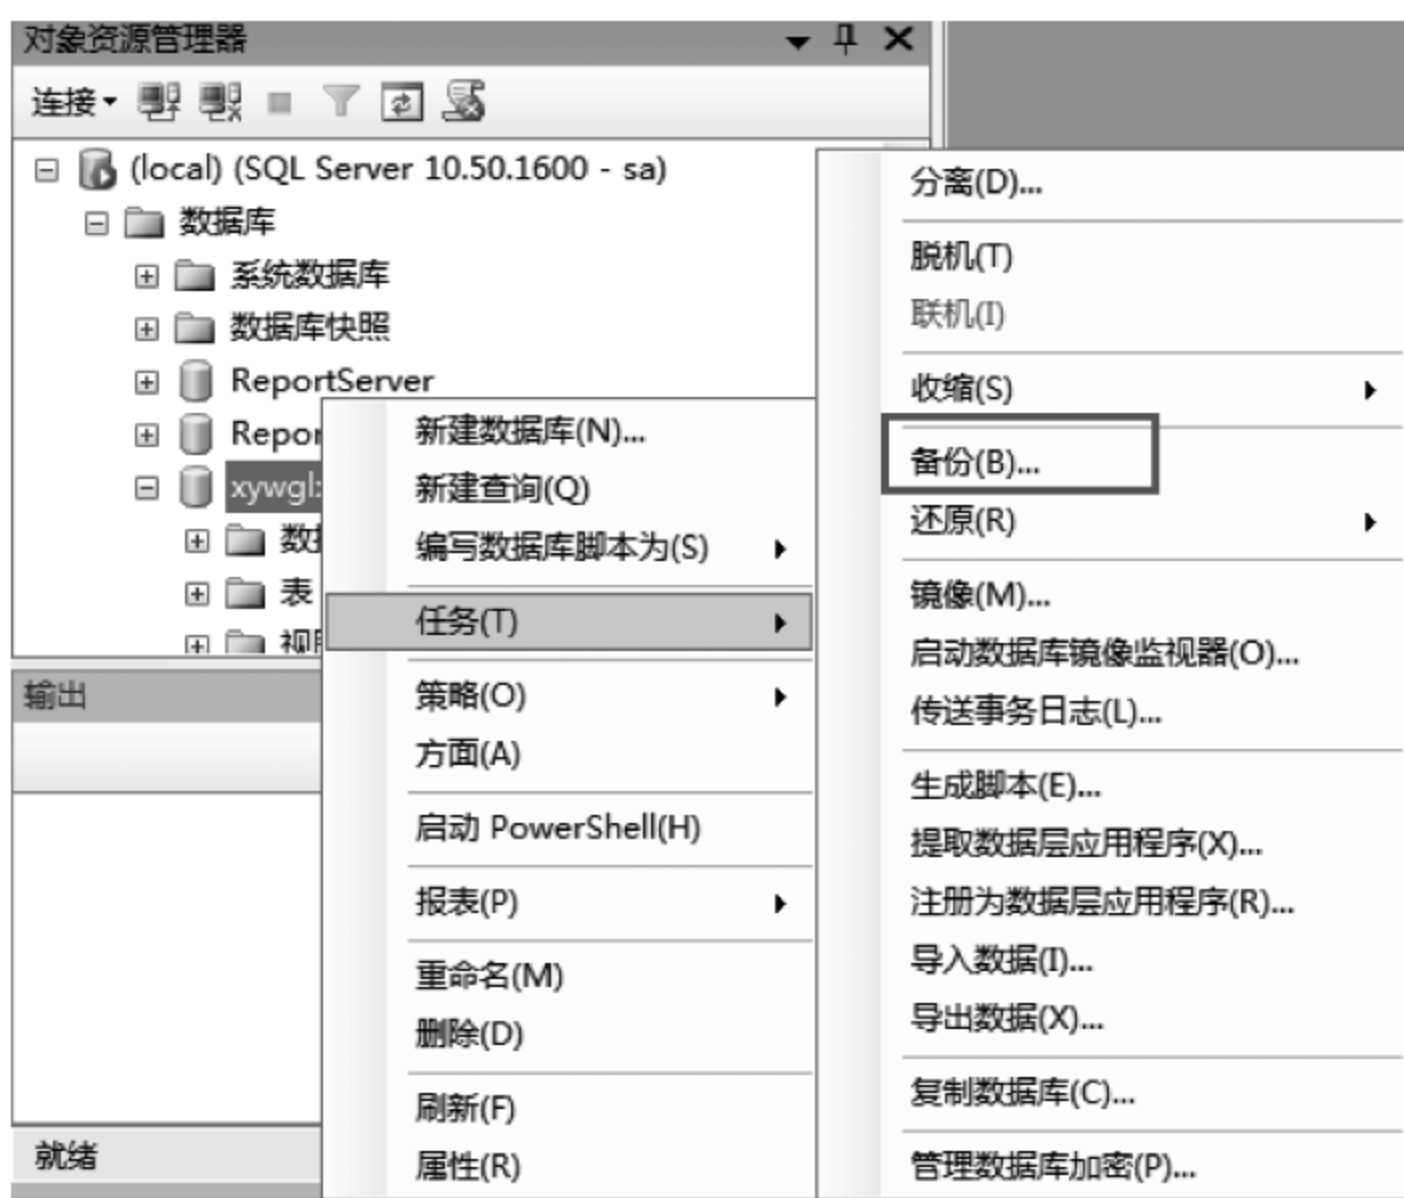 对象资源管理器
连接
(local) (SQL Server 10.50.1600 - sa)
数据库
系统数据库
数据库快照
ReportServer
Repor
xywgl
数据
表
视图
输出
就绪
新建数据库(N)...
新建查询(Q)
编写数据库脚本为(S)
任务(T)
策略(O)
方面(A)
启动 PowerShell(H)
报表(P)
重命名(M)
删除(D)
刷新(F)
属性(R)
分离(D)...
脱机(T)
联机(I)
收缩(S)
备份(B)...
还原(R)
镜像(M)...
启动数据库镜像监视器(O)...
传送事务日志(L)...
生成脚本(E)...
提取数据层应用程序(X)...
注册为数据层应用程序(R)...
导入数据(I)...
导出数据(X)...
复制数据库(C)...
管理数据库加密(P)...